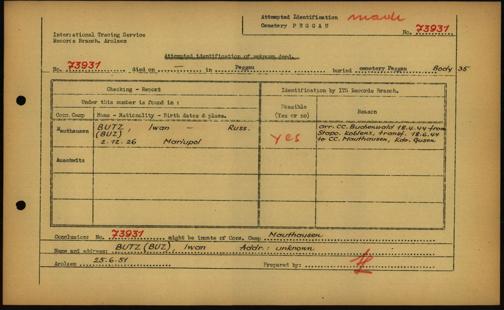 Attempted Identification made
Cemetery PEGGAU
No. 73931
International Tracing Service
Records Branch, Arolsen
Attempted identification of unknown dead.
No. 73931 died on in Peggau buried cemetery Peggau Body 35
Checking - Report
Identification by ITS Records Branch.
Under this number is found in :
Feasible
(Yes or no)
Reason
Conc. Camp
Name - Nationality - Birth dates & place.
Mauthausen
BUTZ, Iwan - Russ.
(BUZ)
2.12.26 Mariupol
yes
arr. CC. Buchenwald 18.4.44 from
Stapo. Koblenz, transf. 18.6.44
to CC. Mauthausen, Kdo. Gusen
Auschwitz
Conclusion: No. 73931 might be inmate of Conc. Camp Mauthausen
Name and address: BUTZ (BUZ) Iwan Addr.: unknown
Arolsen 25.6.51 Prepared by: